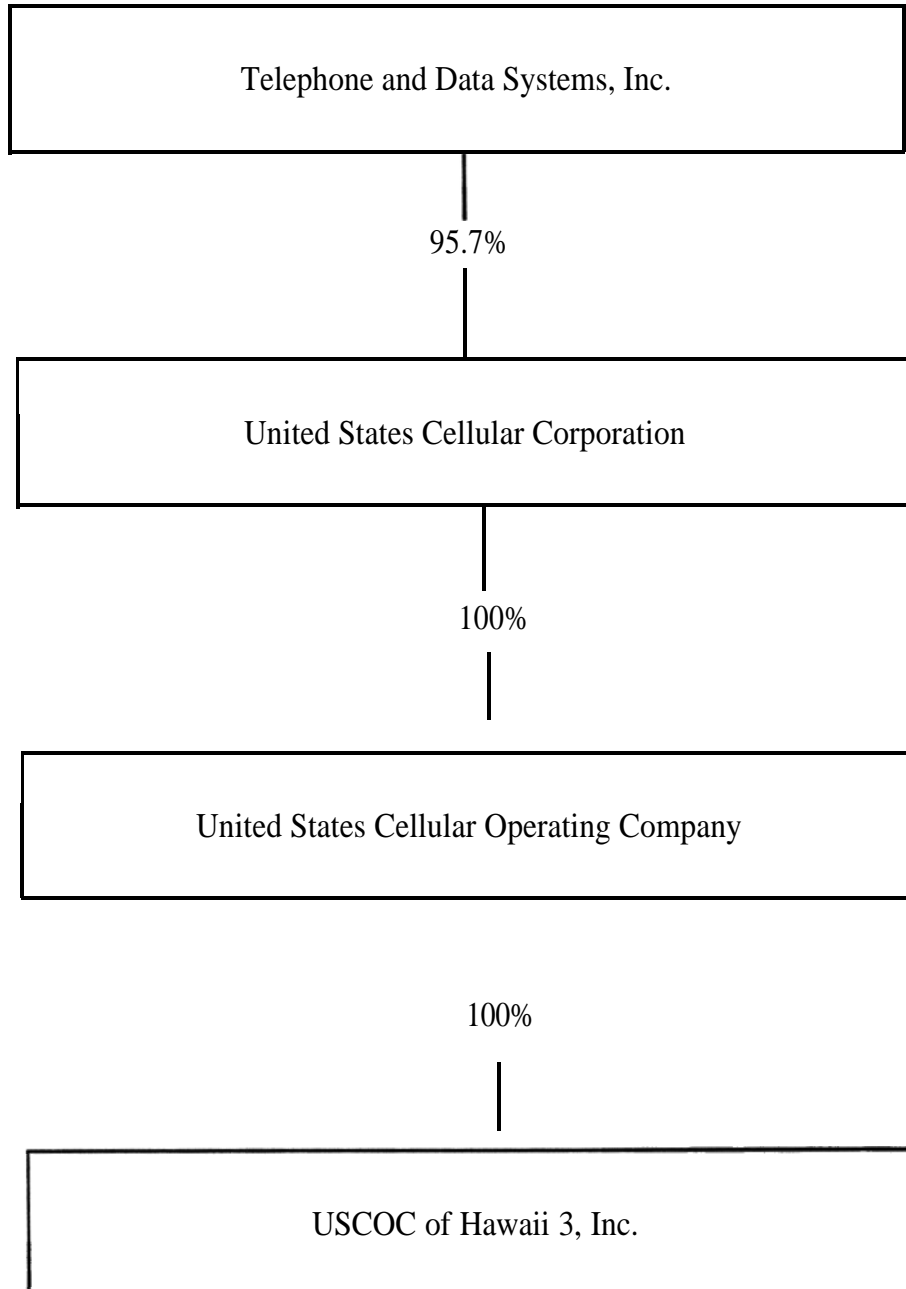 Telephone and Data Systems, Inc.
95.7%
United States Cellular Corporation
100%
United States Cellular Operating Company
100%
USCOC of Hawaii 3, Inc.